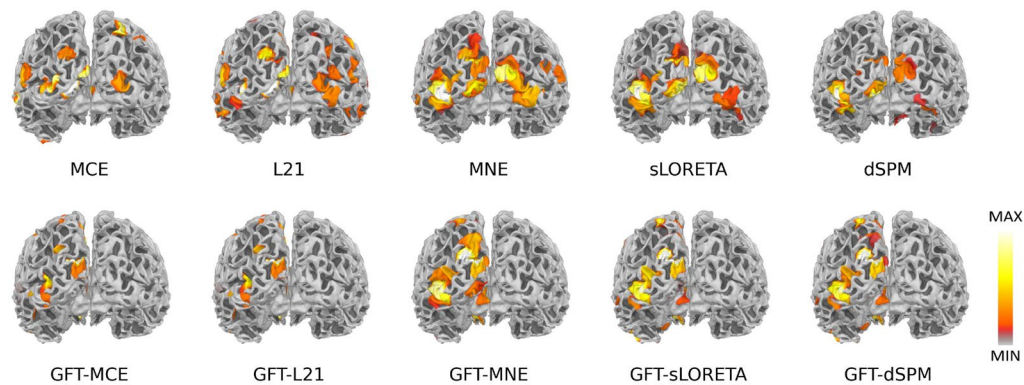 MCE
L21
MNE
sLORETA
dSPM
MAX
MIN
GFT-MCE
GFT-L21
GFT-MNE
GFT-sLORETA
GFT-dSPM